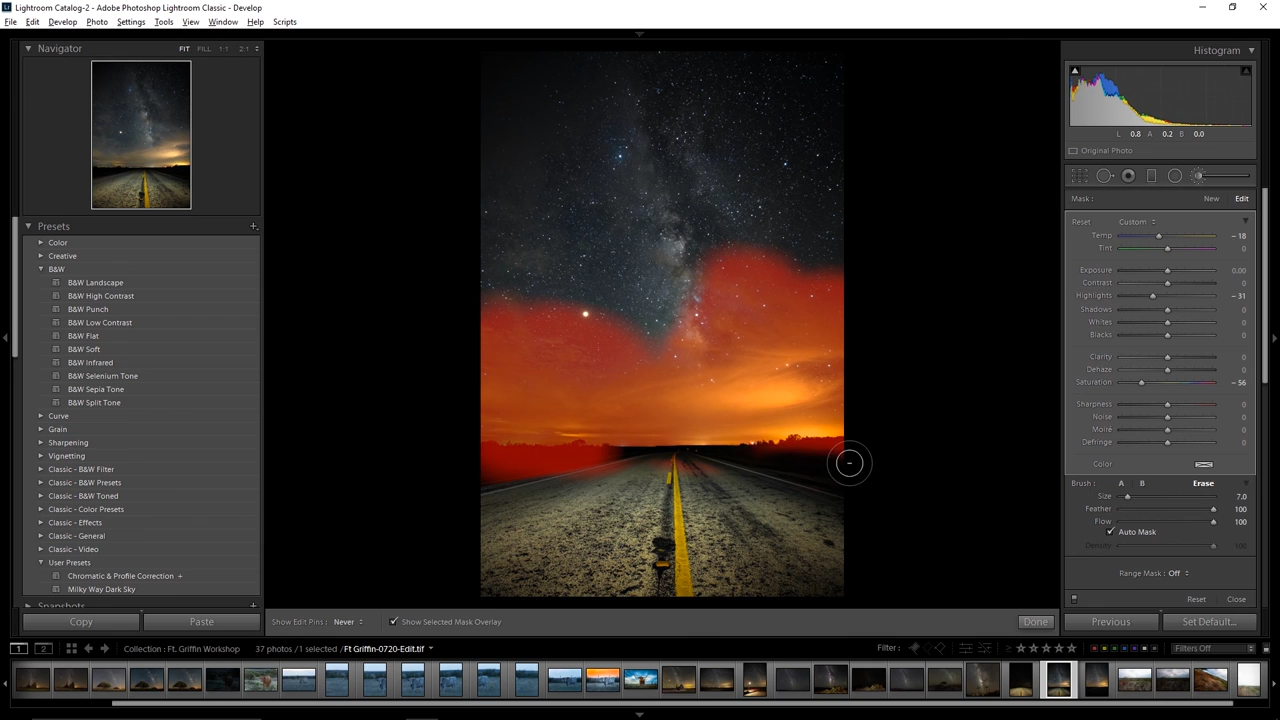 Lightroom Catalog-2 - Adobe Photoshop Lightroom Classic - Develop
File Edit Develop Photo Settings Tools View Window Help Scripts
Navigator FIT FILL 1:1 2:1
Presets
Color
Creative
B&W
B&W Landscape
B&W High Contrast
B&W Punch
B&W Low Contrast
B&W Flat
B&W Soft
B&W Infrared
B&W Selenium Tone
B&W Sepia Tone
B&W Split Tone
Curve
Grain
Sharpening
Vignetting
Classic - B&W Filter
Classic - B&W Presets
Classic - B&W Toned
Classic - Color Presets
Classic - Effects
Classic - General
Classic - Video
User Presets
Chromatic & Profile Correction +
Milky Way Dark Sky
Snapshots
Copy Paste
Show Edit Pins : Never Show Selected Mask Overlay Done
Histogram
L 0.8 A 0.2 B 0.0
Original Photo
Mask : New Edit
Reset Custom
Temp – 18
Tint 0
Exposure 0.00
Contrast 0
Highlights – 31
Shadows 0
Whites 0
Blacks 0
Clarity 0
Dehaze 0
Saturation – 56
Sharpness 0
Noise 0
Moiré 0
Defringe 0
Color
Brush : A B Erase
Size 7.0
Feather 100
Flow 100
Auto Mask
Density 100
Range Mask : Off
Reset Close
Previous Set Default...
1 2 Collection : Ft. Griffin Workshop 37 photos / 1 selected / Ft Griffin-0720-Edit.tif Filter : Filters Off